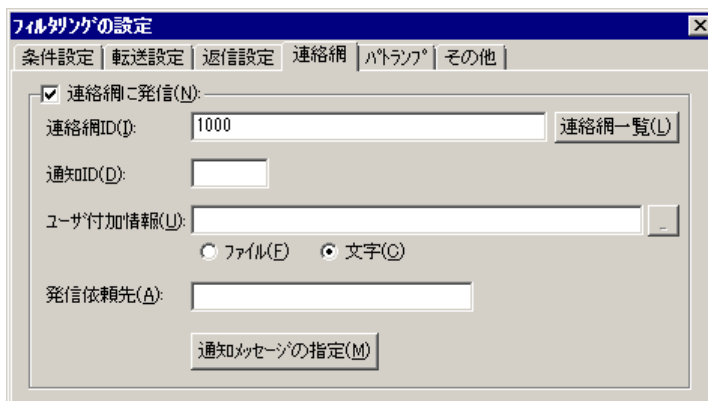 フィルタリングの設定
条件設定 転送設定 返信設定 連絡網 パトランプ その他
連絡網に発信(N):
連絡網ID(I): 1000 連絡網一覧(L)
通知ID(D):
ユーザ付加情報(U): _
ファイル(F) 文字(C)
発信依頼先(A):
通知メッセージの指定(M)